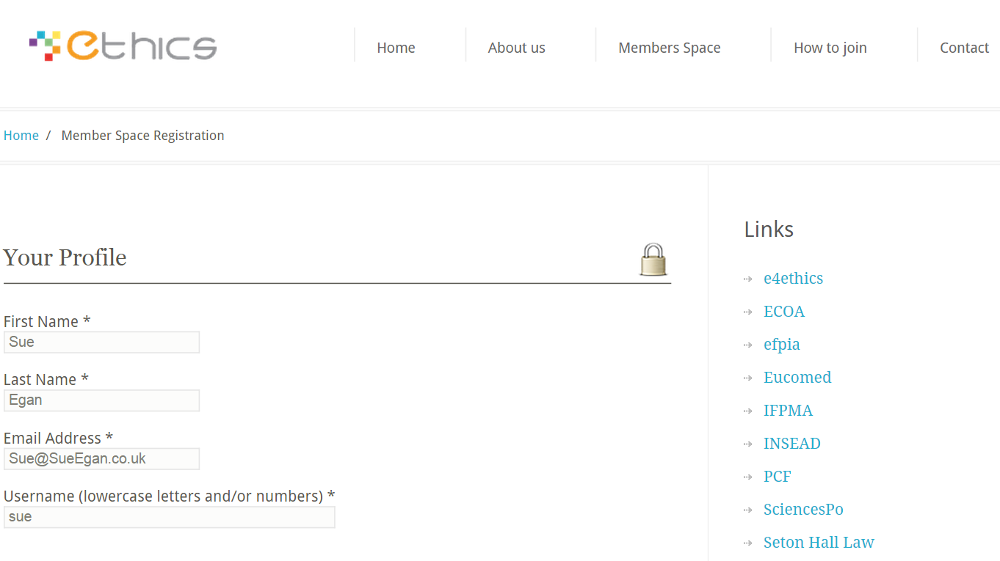 ethics
Home
About us
Members Space
How to join
Contact
Home / Member Space Registration
Your Profile
First Name *
Sue
Last Name *
Egan
Email Address *
Sue@SueEgan.co.uk
Username (lowercase letters and/or numbers) *
sue
Links
e4ethics
ECOA
efpia
Eucomed
IFPMA
INSEAD
PCF
SciencesPo
Seton Hall Law